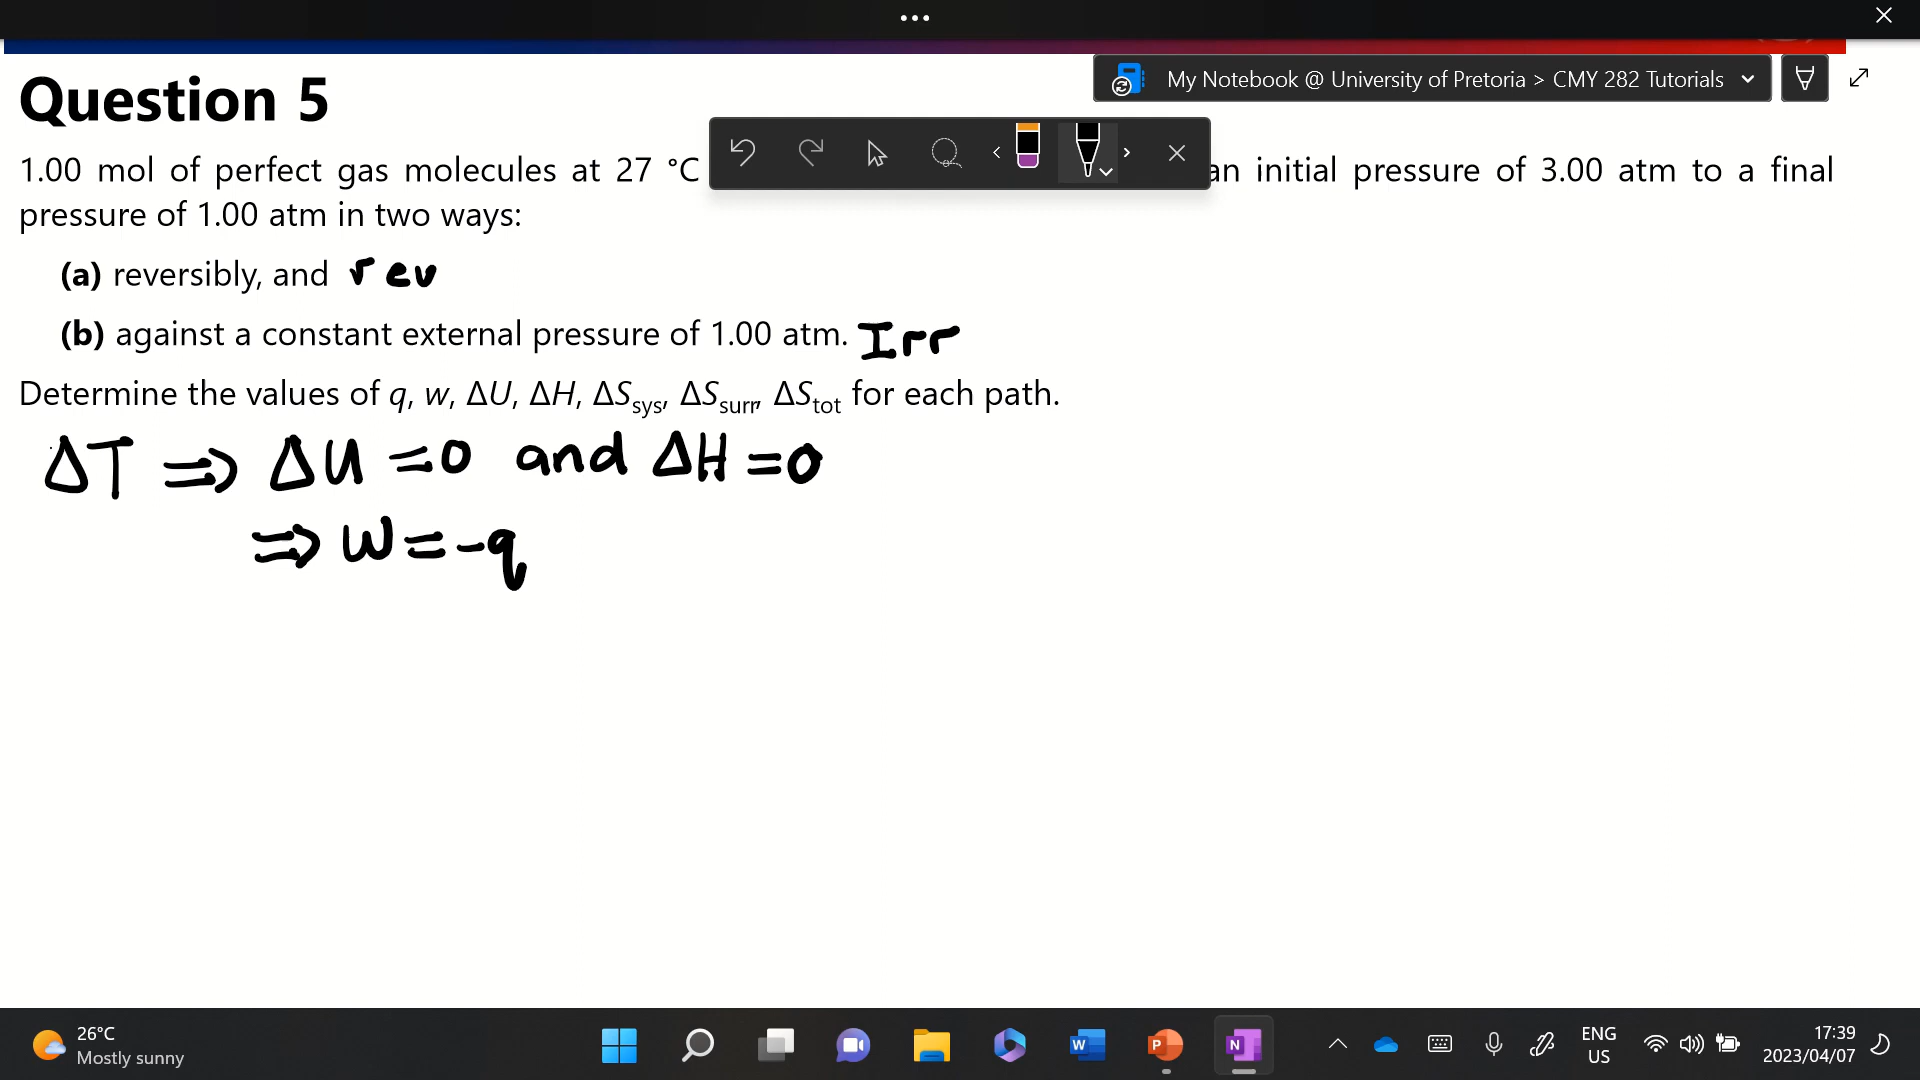 My Notebook @ University of Pretoria > CMY 282 Tutorials
Question 5
1.00 mol of perfect gas molecules at 27 °C an initial pressure of 3.00 atm to a final
pressure of 1.00 atm in two ways:
(a) reversibly, and rev
(b) against a constant external pressure of 1.00 atm. Irr
Determine the values of q, w, ΔU, ΔH, ΔSsys, ΔSsurr, ΔStot for each path.
ΔT ⇒ ΔU =0 and ΔH =0
⇒ W = -q
26°C
Mostly sunny
ENG
US
17:39
2023/04/07